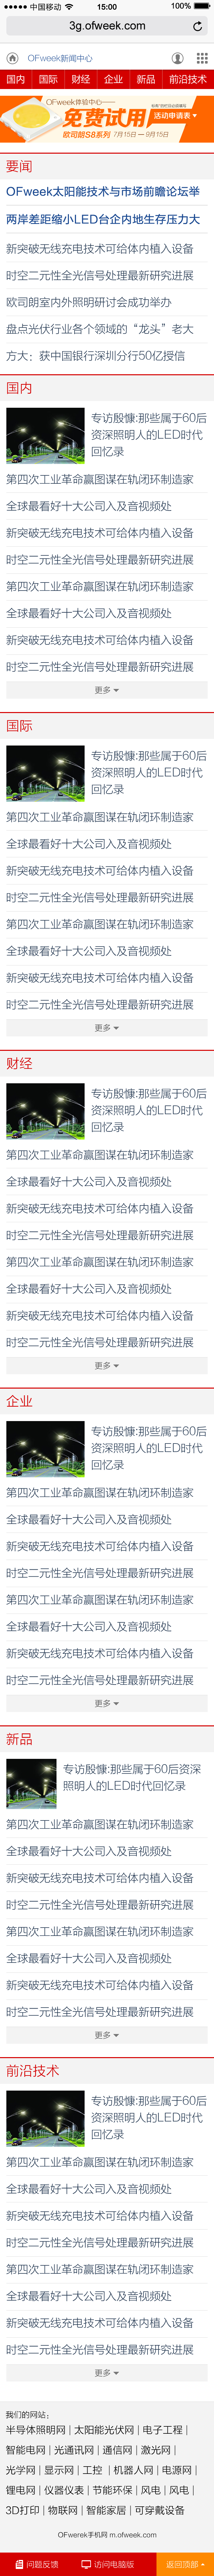 中国移动 15:00 100%
3g.ofweek.com
OFweek新闻中心
国内 国际 财经 企业 新品 前沿技术
OFweek体验中心——
免费试用
活动申请表
欧司朗S8系列 7月15日 — 9月15日
要闻
OFweek太阳能技术与市场前瞻论坛举
两岸差距缩小LED台企内地生存压力大
新突破无线充电技术可给体内植入设备
时空二元性全光信号处理最新研究进展
欧司朗室内外照明研讨会成功举办
盘点光伏行业各个领域的“龙头”老大
方大：获中国银行深圳分行50亿授信
国内
专访殷慷:那些属于60后
资深照明人的LED时代
回忆录
第四次工业革命赢图谋在轨闭环制造家
全球最看好十大公司入及音视频处
新突破无线充电技术可给体内植入设备
时空二元性全光信号处理最新研究进展
第四次工业革命赢图谋在轨闭环制造家
全球最看好十大公司入及音视频处
新突破无线充电技术可给体内植入设备
时空二元性全光信号处理最新研究进展
更多
国际
专访殷慷:那些属于60后
资深照明人的LED时代
回忆录
第四次工业革命赢图谋在轨闭环制造家
全球最看好十大公司入及音视频处
新突破无线充电技术可给体内植入设备
时空二元性全光信号处理最新研究进展
第四次工业革命赢图谋在轨闭环制造家
全球最看好十大公司入及音视频处
新突破无线充电技术可给体内植入设备
时空二元性全光信号处理最新研究进展
更多
财经
专访殷慷:那些属于60后
资深照明人的LED时代
回忆录
第四次工业革命赢图谋在轨闭环制造家
全球最看好十大公司入及音视频处
新突破无线充电技术可给体内植入设备
时空二元性全光信号处理最新研究进展
第四次工业革命赢图谋在轨闭环制造家
全球最看好十大公司入及音视频处
新突破无线充电技术可给体内植入设备
时空二元性全光信号处理最新研究进展
更多
企业
专访殷慷:那些属于60后
资深照明人的LED时代
回忆录
第四次工业革命赢图谋在轨闭环制造家
全球最看好十大公司入及音视频处
新突破无线充电技术可给体内植入设备
时空二元性全光信号处理最新研究进展
第四次工业革命赢图谋在轨闭环制造家
全球最看好十大公司入及音视频处
新突破无线充电技术可给体内植入设备
时空二元性全光信号处理最新研究进展
更多
新品
专访殷慷:那些属于60后资深
照明人的LED时代回忆录
第四次工业革命赢图谋在轨闭环制造家
全球最看好十大公司入及音视频处
新突破无线充电技术可给体内植入设备
时空二元性全光信号处理最新研究进展
第四次工业革命赢图谋在轨闭环制造家
全球最看好十大公司入及音视频处
新突破无线充电技术可给体内植入设备
时空二元性全光信号处理最新研究进展
更多
前沿技术
专访殷慷:那些属于60后
资深照明人的LED时代
回忆录
第四次工业革命赢图谋在轨闭环制造家
全球最看好十大公司入及音视频处
新突破无线充电技术可给体内植入设备
时空二元性全光信号处理最新研究进展
第四次工业革命赢图谋在轨闭环制造家
全球最看好十大公司入及音视频处
新突破无线充电技术可给体内植入设备
时空二元性全光信号处理最新研究进展
更多
我们的网站：
半导体照明网 | 太阳能光伏网 | 电子工程 |
智能电网 | 光通讯网 | 通信网 | 激光网 |
光学网 | 显示网 | 工控 | 机器人网 | 电源网 |
锂电网 | 仪器仪表 | 节能环保 | 风电 | 风电 |
3D打印 | 物联网 | 智能家居 | 可穿戴设备
OFwerek手机网 m.ofweek.com
问题反馈 访问电脑版 返回顶部